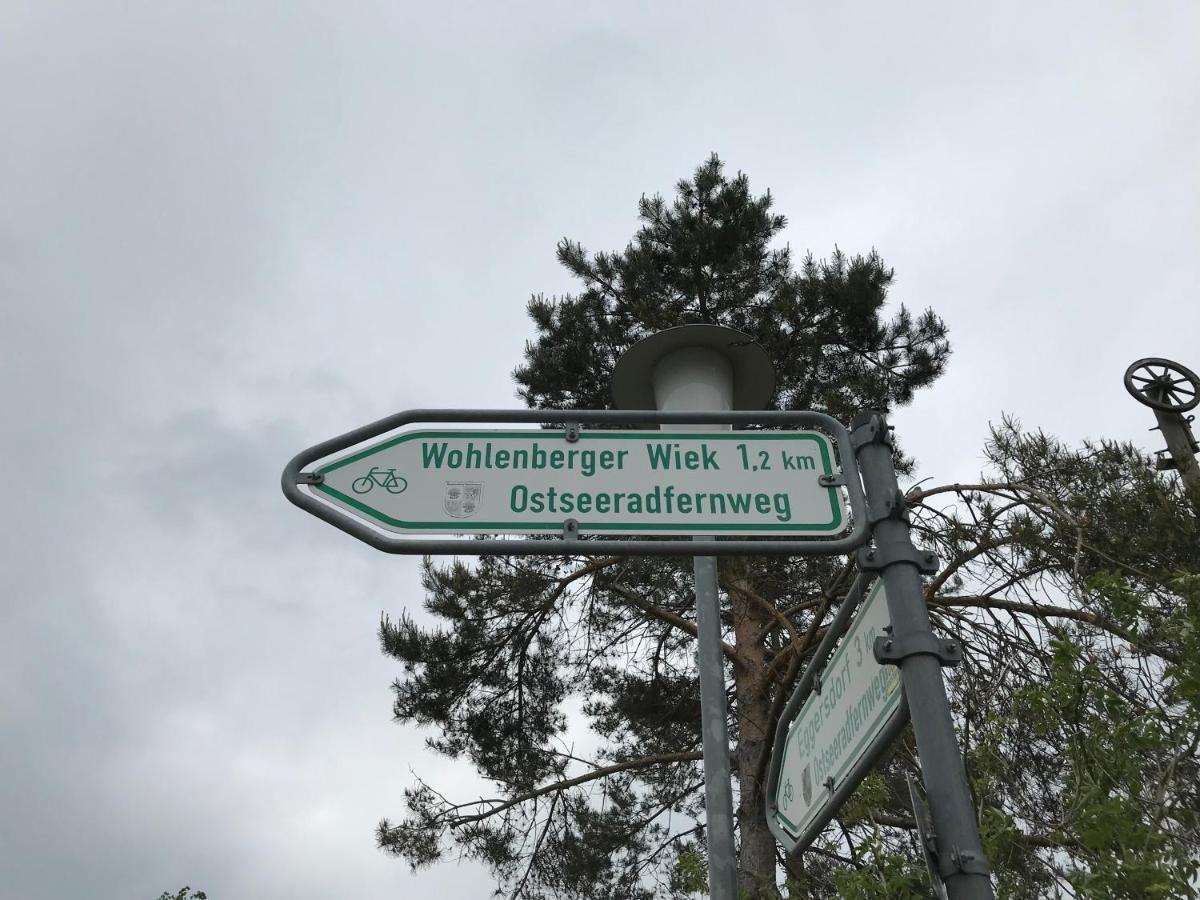 Wohlenberger Wiek 1,2 km
Ostseeradfernweg
Eggersdorf 3 km
Ostseeradfernweg